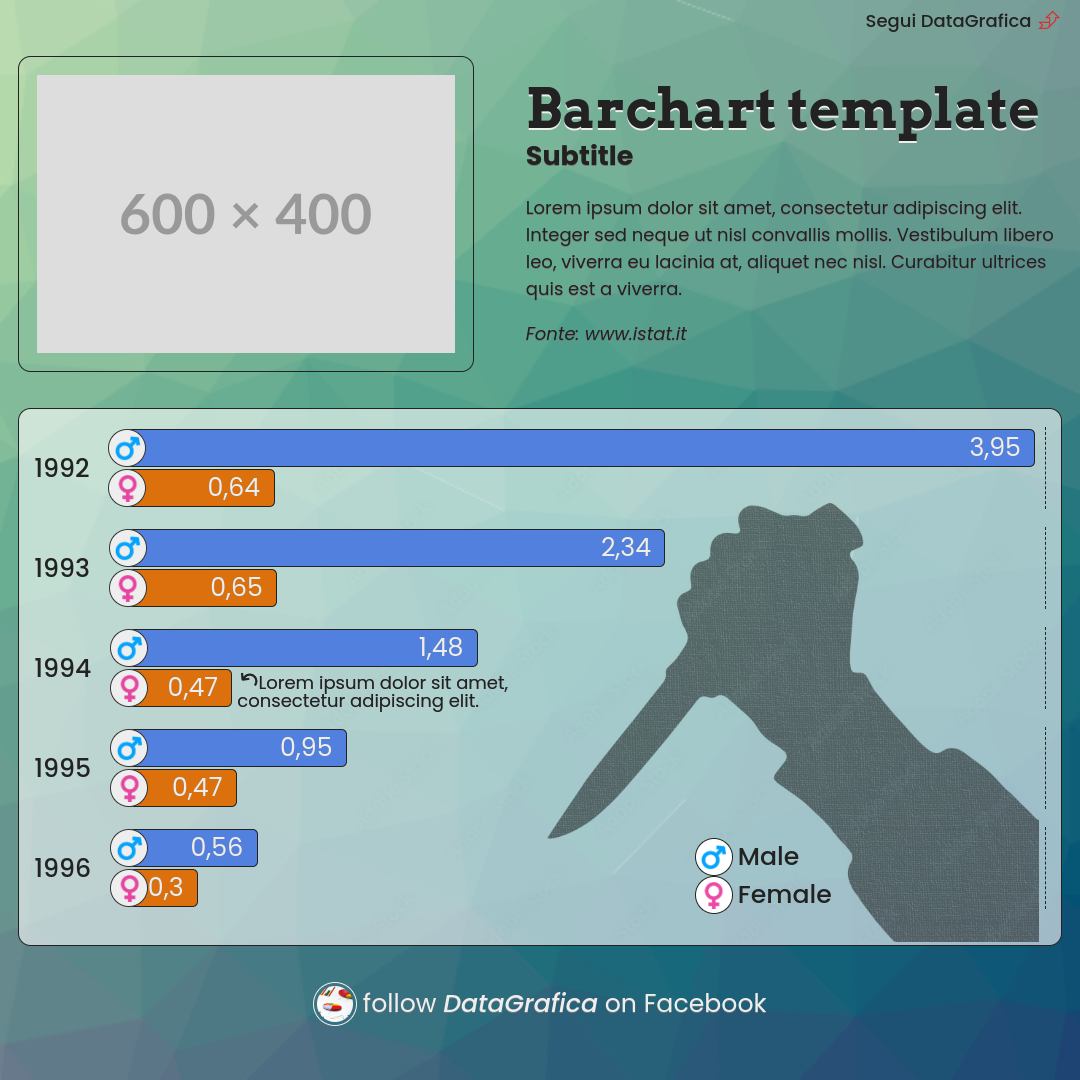 Segui DataGrafica
600 × 400
Barchart template
Subtitle
Lorem ipsum dolor sit amet, consectetur adipiscing elit.
Integer sed neque ut nisl convallis mollis. Vestibulum libero
leo, viverra eu lacinia at, aliquet nec nisl. Curabitur ultrices
quis est a viverra.
Fonte: www.istat.it
1992
3,95
0,64
1993
2,34
0,65
1994
1,48
0,47
Lorem ipsum dolor sit amet,
consectetur adipiscing elit.
1995
0,95
0,47
1996
0,56
0,3
Male
Female
follow DataGrafica on Facebook